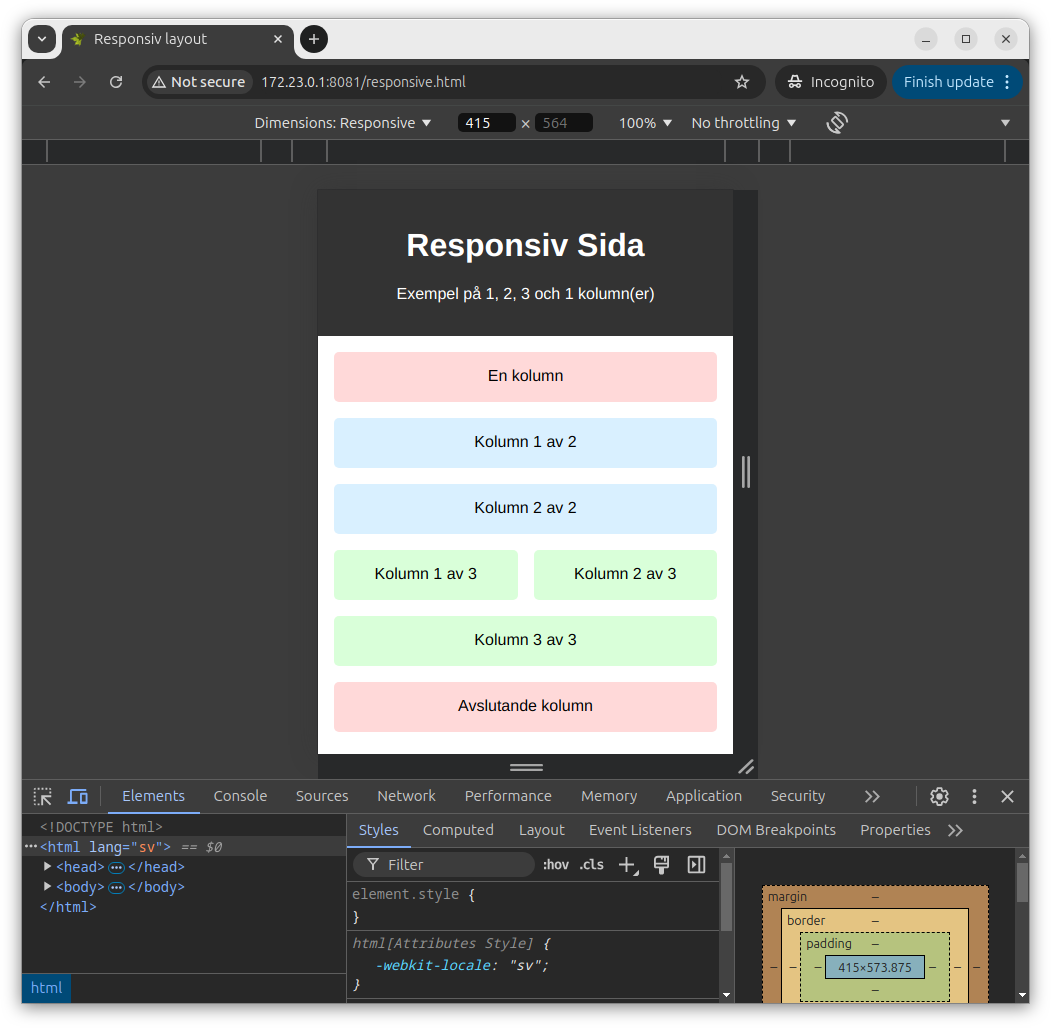 Responsiv layout
Not secure 172.23.0.1:8081/responsive.html Incognito Finish update
Dimensions: Responsive 415 × 564 100% No throttling
Responsiv Sida
Exempel på 1, 2, 3 och 1 kolumn(er)
En kolumn
Kolumn 1 av 2
Kolumn 2 av 2
Kolumn 1 av 3 Kolumn 2 av 3
Kolumn 3 av 3
Avslutande kolumn
Elements Console Sources Network Performance Memory Application Security
<!DOCTYPE html>
<html lang="sv"> == $0
<head> ··· </head>
<body> ··· </body>
</html>
html
Styles Computed Layout Event Listeners DOM Breakpoints Properties
Filter :hov .cls
element.style {
}
html[Attributes Style] {
-webkit-locale: "sv";
}
margin –
border –
padding –
– – – 415×573.875 – – –
–